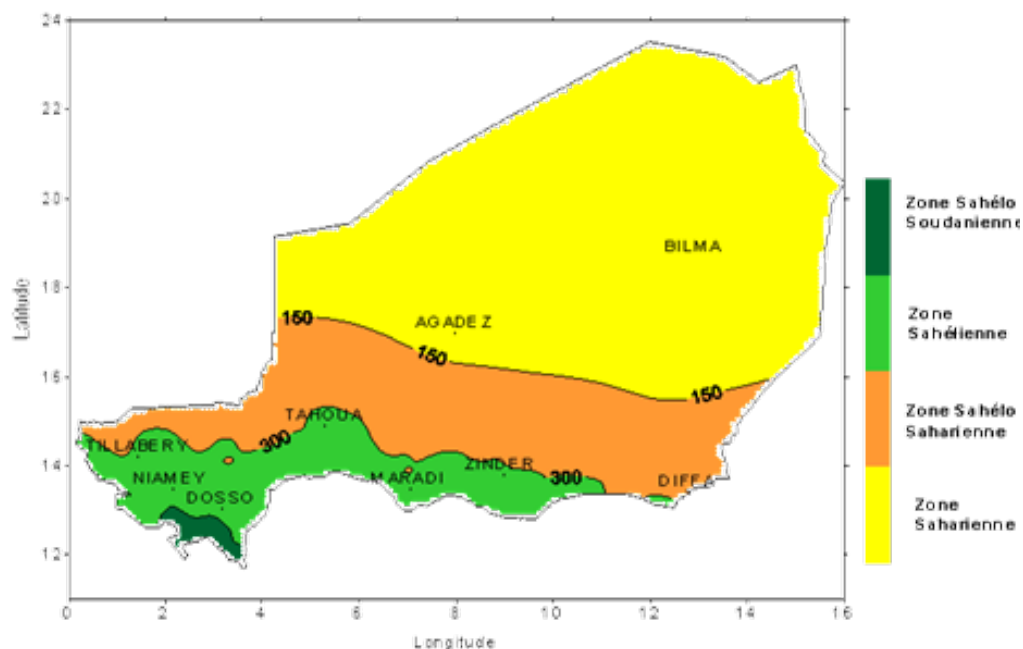 24
22
20
18
16
14
12
Latitude
0 2 4 6 8 10 12 14 16
Longitude
BILMA
AGADEZ
150
150
150
TAHOUA
300
TILLABERY
NIAMEY
DOSSO
MARADI
ZINDER
300
DIFFA
Zone Sahélo
Soudanienne
Zone
Sahélienne
Zone Sahélo
Saharienne
Zone
Saharienne